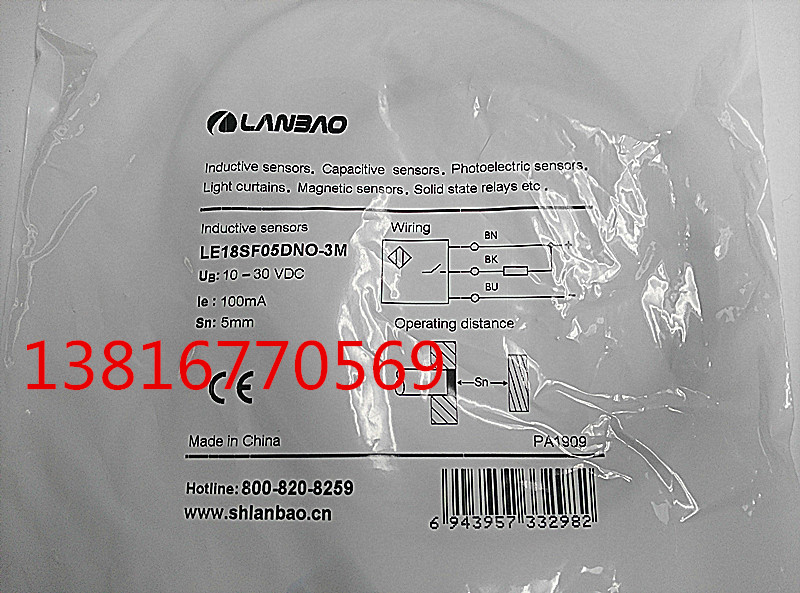 LANBAO
Inductive sensors. Capacitive sensors. Photoelectric sensors.
Light curtains. Magnetic sensors. Solid state relays etc.
Inductive sensors
LE18SF05DNO-3M
UB: 10 – 30 VDC
Ie : 100mA
Sn: 5mm
Wiring
BN
+
BK
BU
−
Operating distance
Sn
13816770569
CE
Made in China
PA1909
Hotline: 800-820-8259
www.shlanbao.cn
6 943957 332982